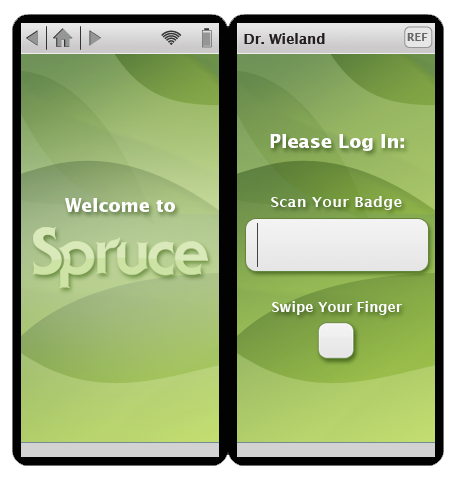 Welcome to
Spruce
Dr. Wieland
REF
Please Log In:
Scan Your Badge
Swipe Your Finger